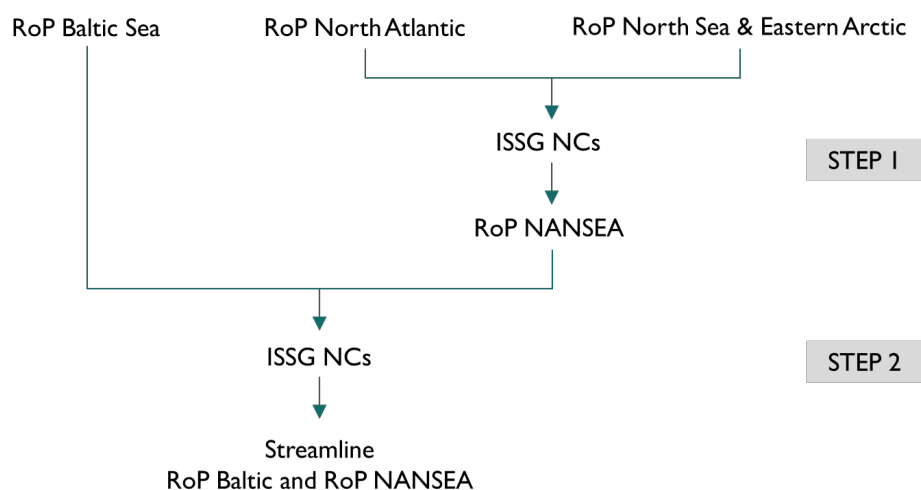 RoP Baltic Sea
RoP North Atlantic
RoP North Sea & Eastern Arctic
ISSG NCs
STEP 1
RoP NANSEA
ISSG NCs
STEP 2
Streamline
RoP Baltic and RoP NANSEA